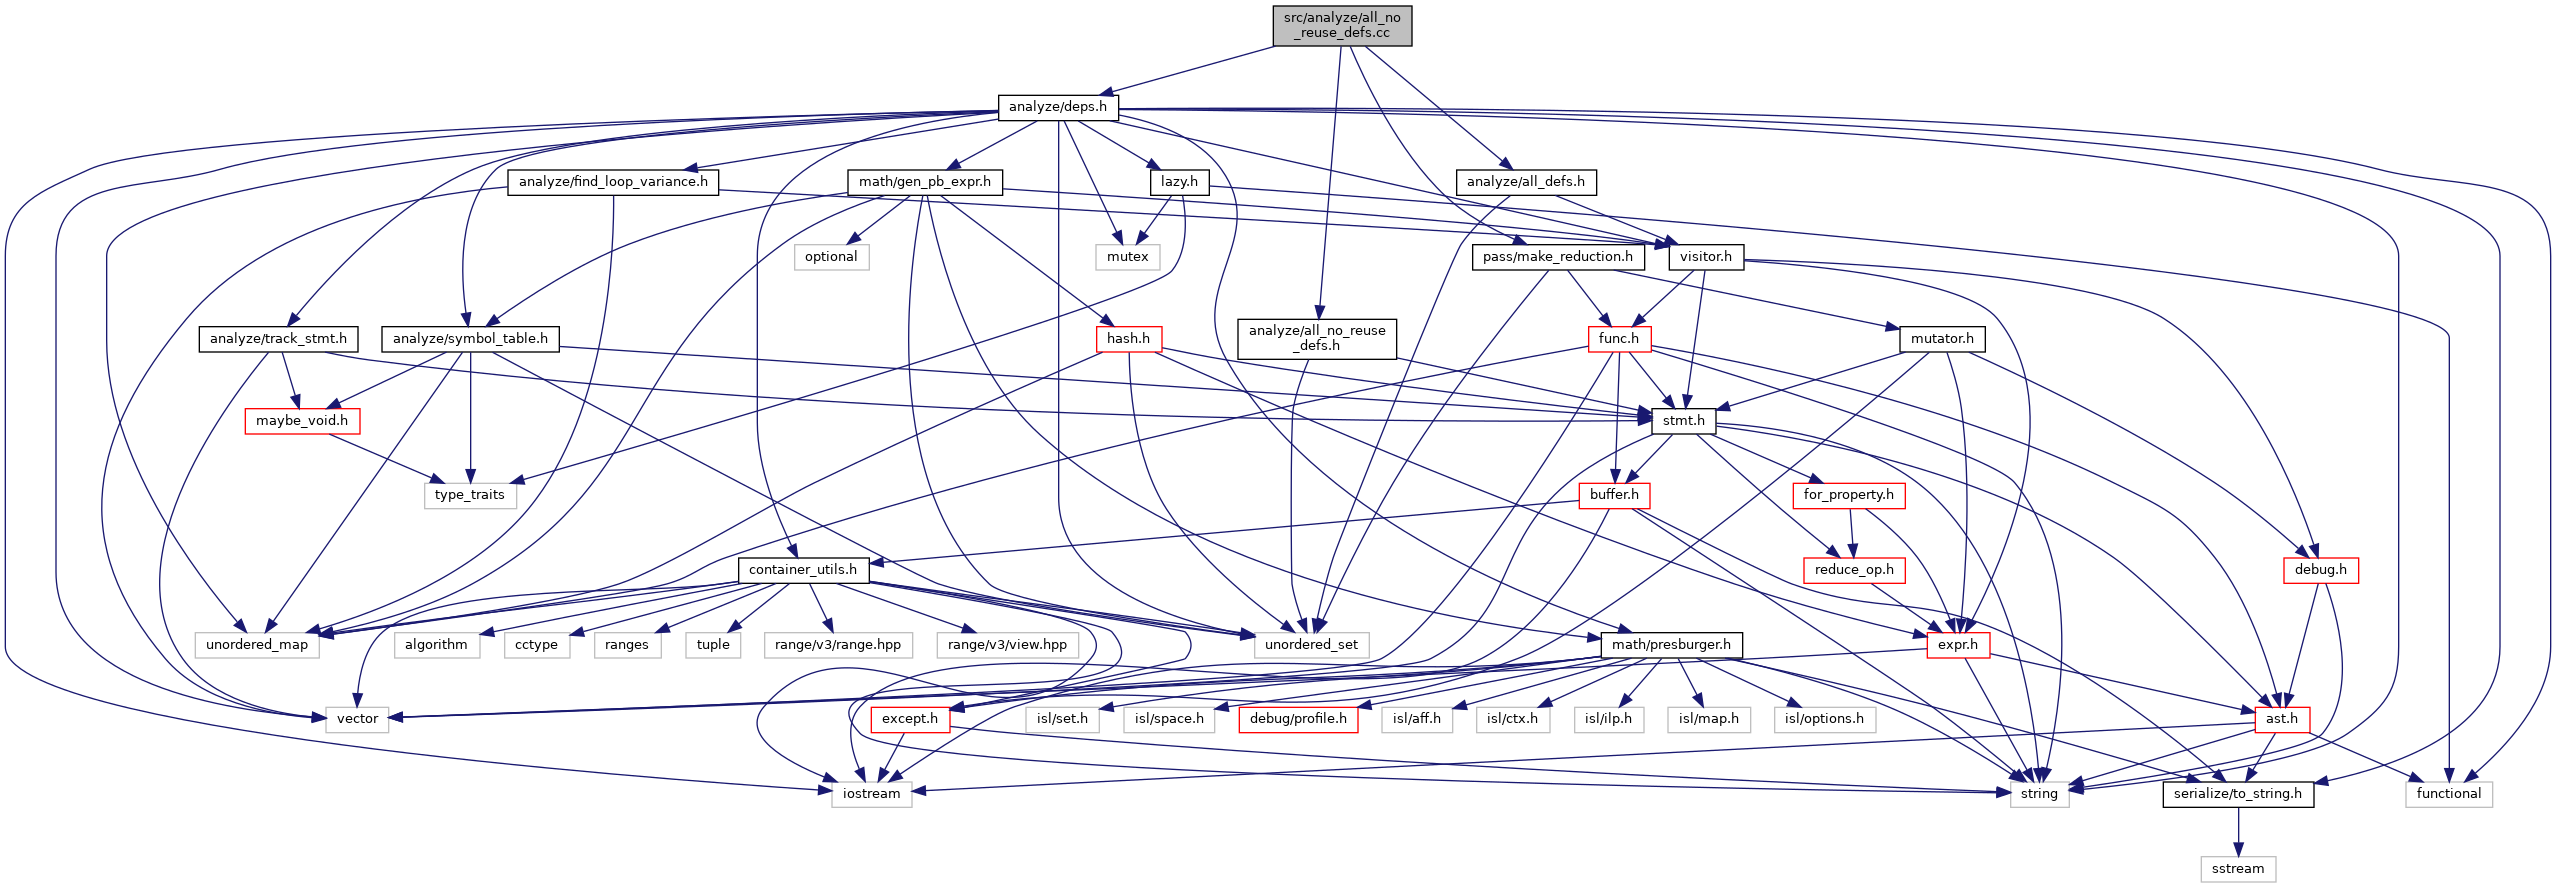 src/analyze/all_no
_reuse_defs.cc
analyze/deps.h
analyze/find_loop_variance.h
math/gen_pb_expr.h
lazy.h
analyze/all_defs.h
optional
mutex
pass/make_reduction.h
visitor.h
analyze/track_stmt.h
analyze/symbol_table.h
hash.h
analyze/all_no_reuse
_defs.h
func.h
mutator.h
maybe_void.h
stmt.h
type_traits
buffer.h
for_property.h
container_utils.h
reduce_op.h
debug.h
unordered_map
algorithm
cctype
ranges
tuple
range/v3/range.hpp
range/v3/view.hpp
unordered_set
math/presburger.h
expr.h
vector
except.h
isl/set.h
isl/space.h
debug/profile.h
isl/aff.h
isl/ctx.h
isl/ilp.h
isl/map.h
isl/options.h
ast.h
iostream
string
serialize/to_string.h
functional
sstream